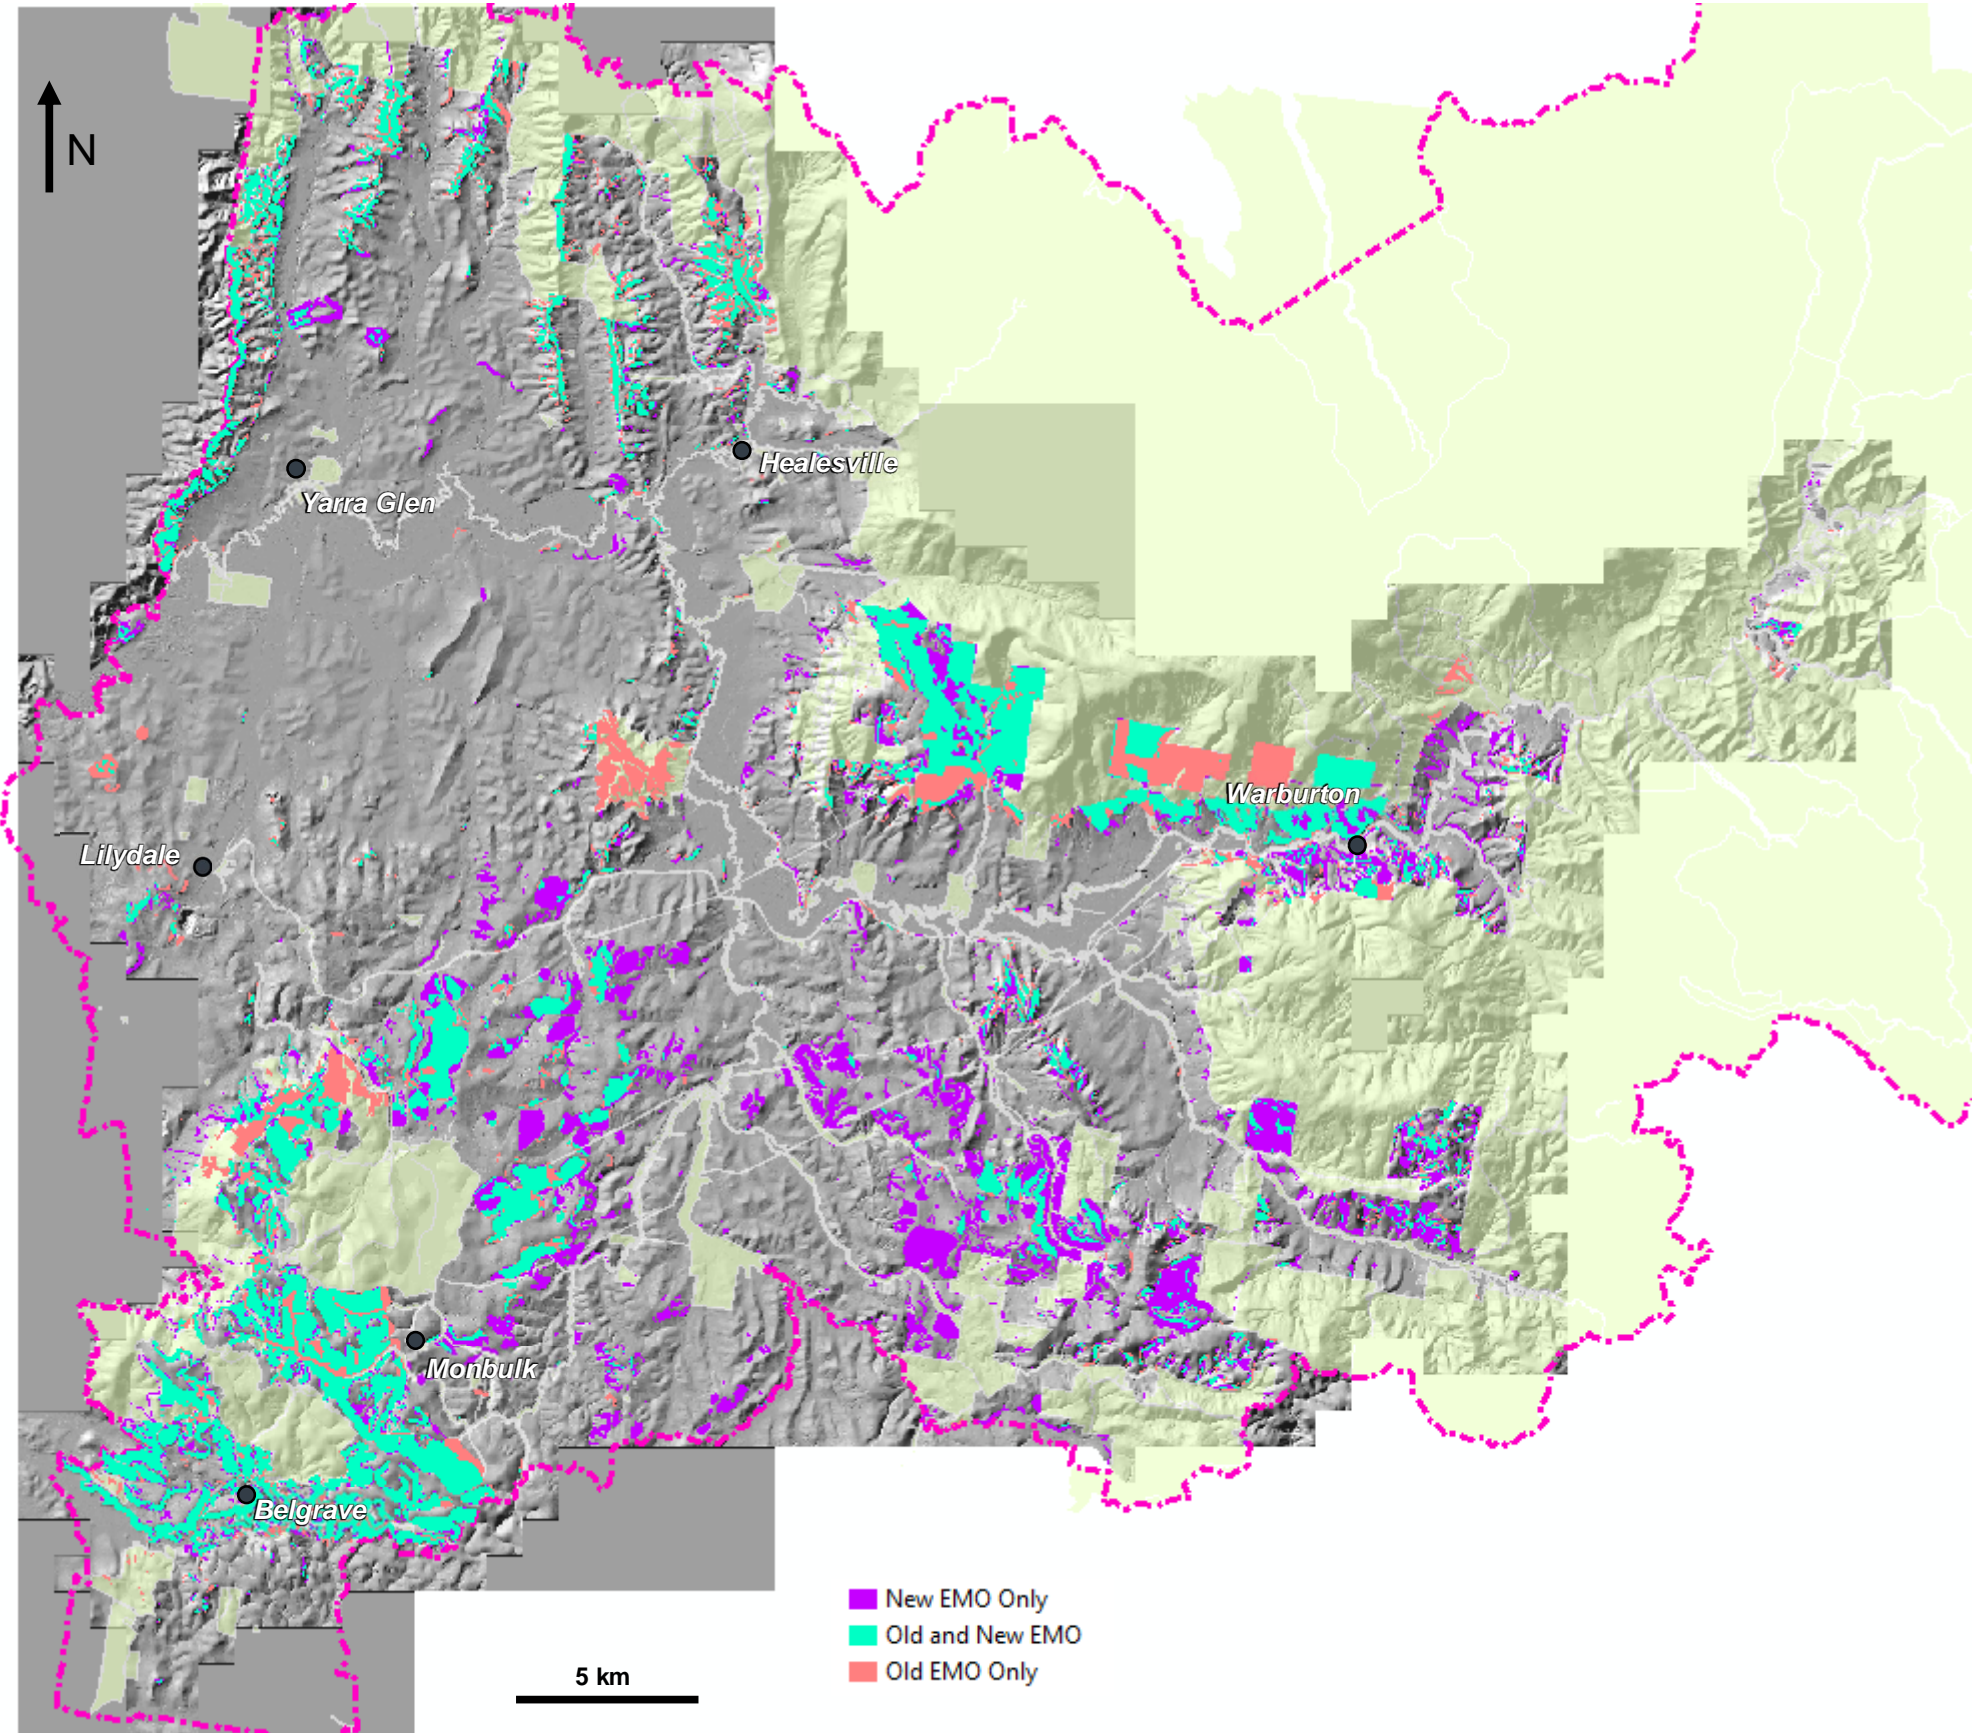 N
Healesville
Yarra Glen
Warburton
Lilydale
Monbulk
Belgrave
New EMO Only
Old and New EMO
Old EMO Only
5 km